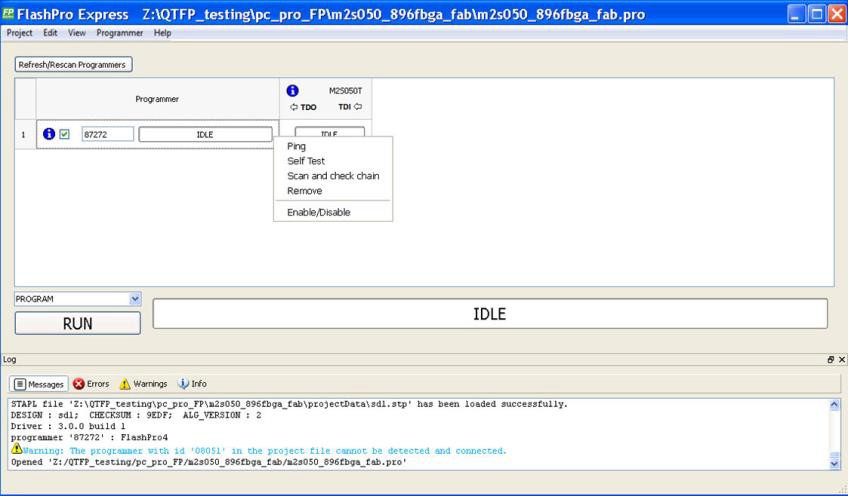 FP FlashPro Express Z:\QTFP_testing\pc_pro_FP\m2s050_896fbga_fab\m2s050_896fbga_fab.pro
Project Edit View Programmer Help
Refresh/Rescan Programmers
Programmer
M2S050T
TDO TDI
1 87272 IDLE IDLE
Ping
Self Test
Scan and check chain
Remove
Enable/Disable
PROGRAM
RUN
IDLE
Log
Messages Errors Warnings Info
STAPL file 'Z:\QTFP_testing\pc_pro_FP\m2s050_896fbga_fab\projectData\sdl.stp' has been loaded successfully.
DESIGN : sdl; CHECKSUM : 9EDF; ALG_VERSION : 2
Driver : 3.0.0 build 1
programmer '87272' : FlashPro4
Warning: The programmer with id '08051' in the project file cannot be detected and connected.
Opened 'Z:/QTFP_testing/pc_pro_FP/m2s050_896fbga_fab/m2s050_896fbga_fab.pro'